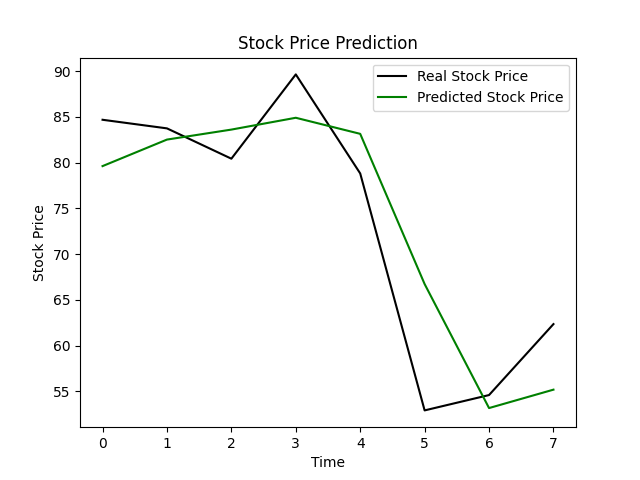 Stock Price Prediction
Real Stock Price
Predicted Stock Price
Stock Price
90
85
80
75
70
65
60
55
0 1 2 3 4 5 6 7
Time